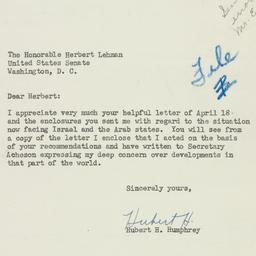 The Honorable Herbert Lehman
United States Senate
Washington, D. C.
File
Dear Herbert:
I appreciate very much your helpful letter of April 18
and the enclosures you sent me with regard to the situation
now facing Israel and the Arab states. You will see from
a copy of the letter I enclose that I acted on the basis
of your recommendations and have written to Secretary
Acheson expressing my deep concern over developments in
that part of the world.
Sincerely yours,
Hubert H.
Hubert H. Humphrey